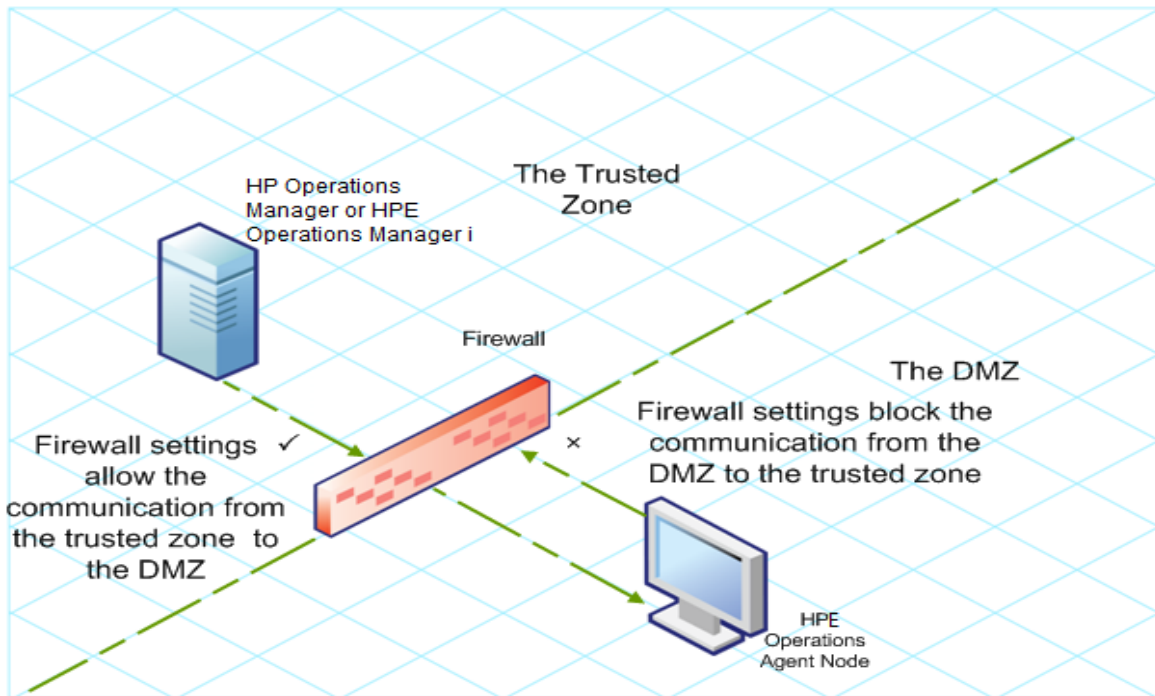 The Trusted
Zone
HP Operations
Manager or HPE
Operations Manager i
Firewall
The DMZ
Firewall settings block the
communication from the
DMZ to the trusted zone
×
Firewall settings ✓
allow the
communication from
the trusted zone to
the DMZ
HPE
Operations
Agent Node